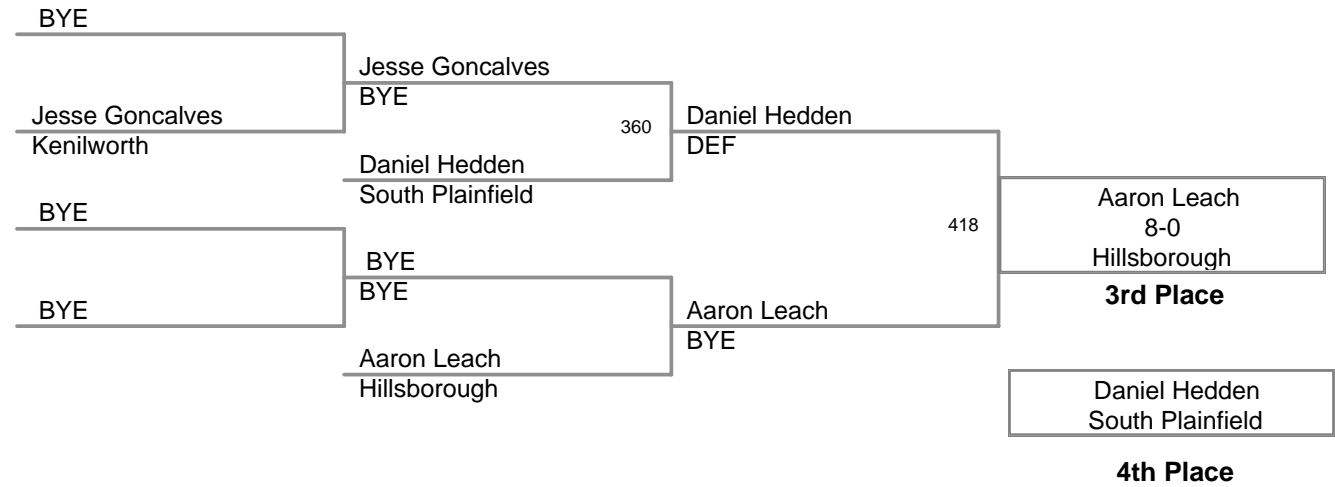 BYE
Jesse Goncalves
BYE
Jesse Goncalves
Kenilworth
360
Daniel Hedden
DEF
Daniel Hedden
South Plainfield
BYE
418
Aaron Leach
8-0
Hillsborough
3rd Place
BYE
BYE
BYE
Aaron Leach
BYE
Aaron Leach
Hillsborough
Daniel Hedden
South Plainfield
4th Place